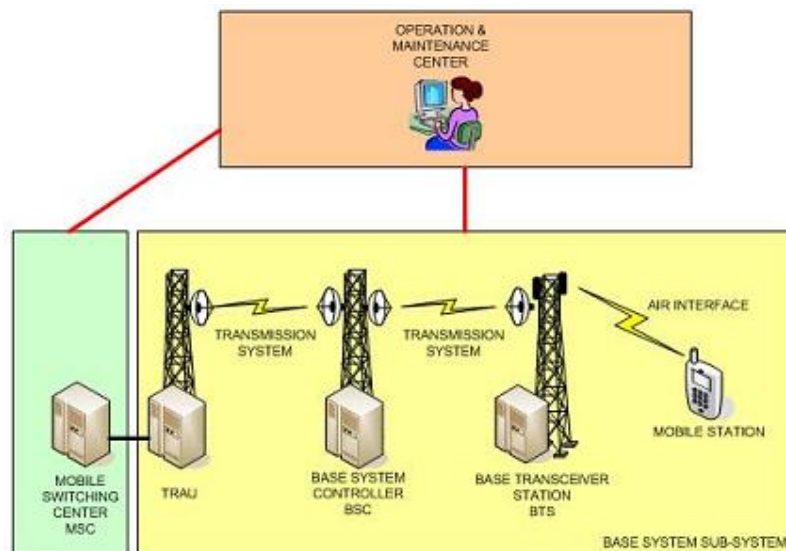 OPERATION &
MAINTENANCE
CENTER
TRANSMISSION
SYSTEM
TRANSMISSION
SYSTEM
AIR INTERFACE
MOBILE STATION
MOBILE
SWITCHING
CENTER
MSC
TRAU
BASE SYSTEM
CONTROLLER
BSC
BASE TRANSCEIVER
STATION
BTS
BASE SYSTEM SUB-SYSTEM